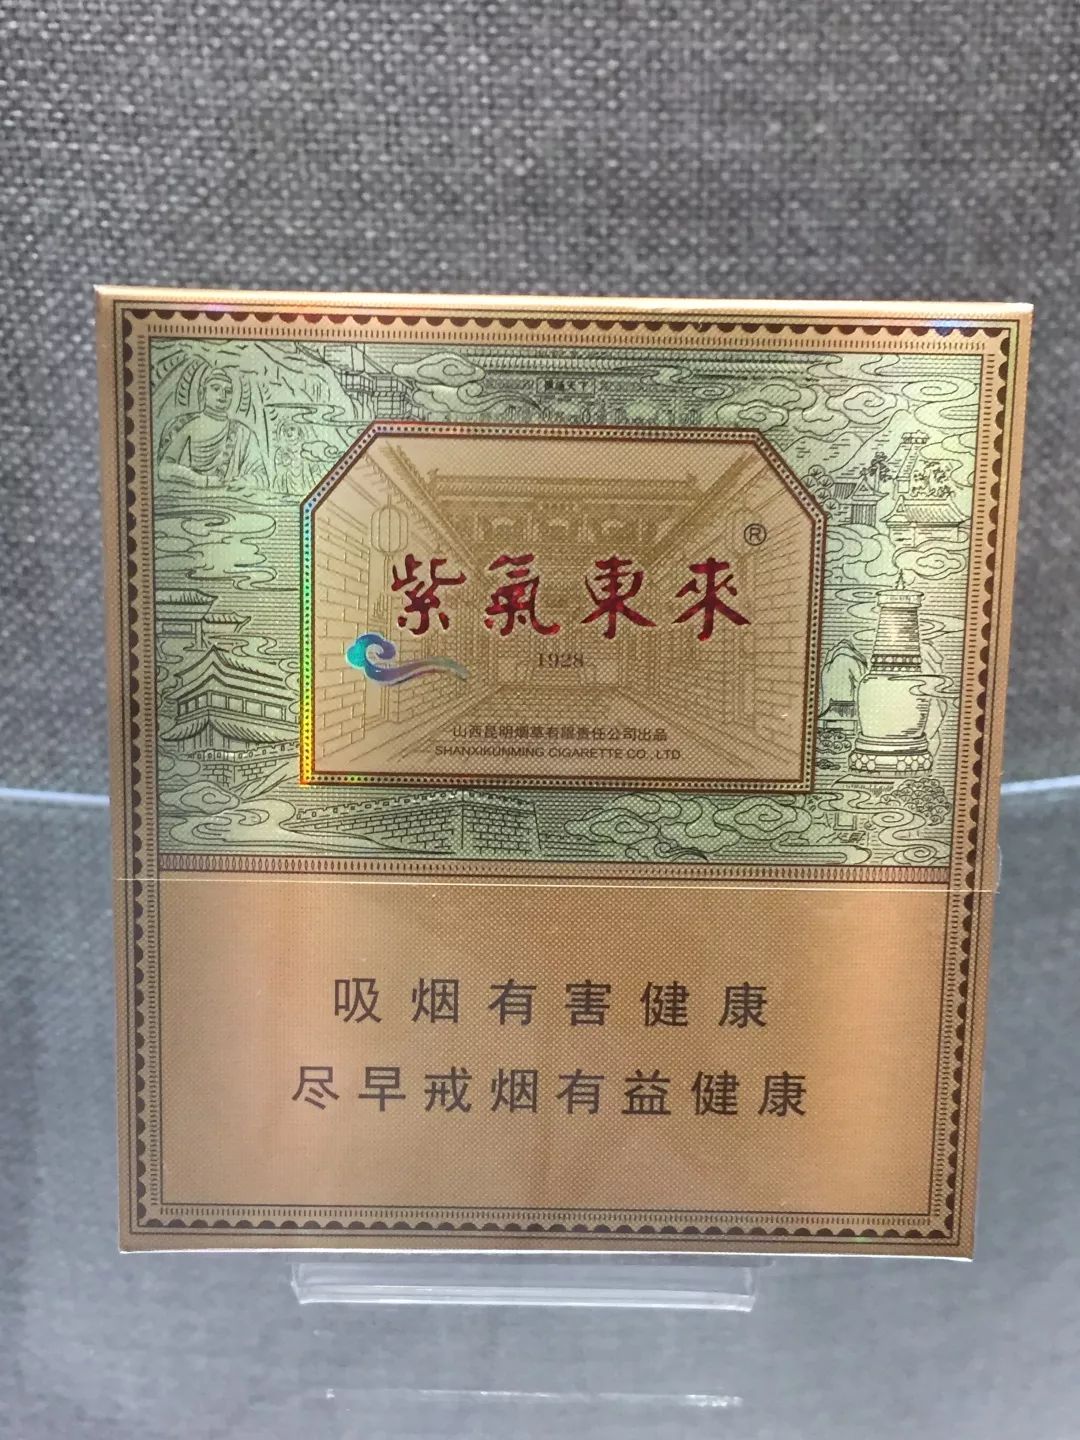 紫氣東來®
1928
山西昆明烟草有限责任公司出品
SHANXIKUNMING CIGARETTE CO., LTD
吸烟有害健康
尽早戒烟有益健康